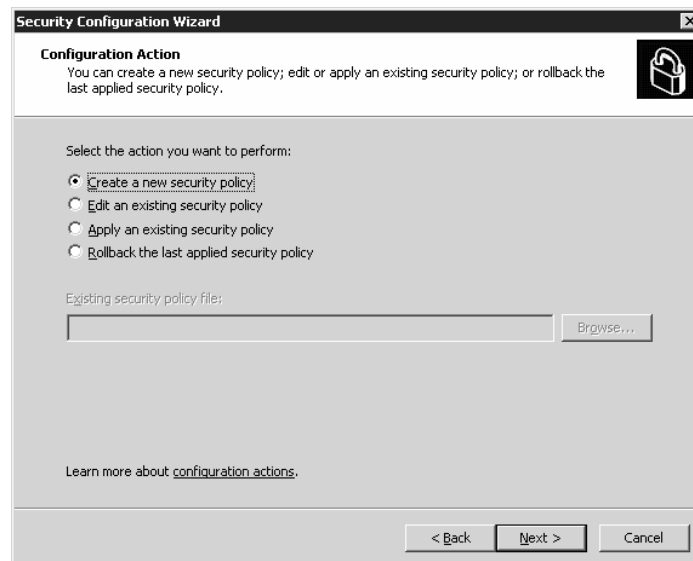 Security Configuration Wizard
Configuration Action
You can create a new security policy; edit or apply an existing security policy; or rollback the
last applied security policy.
Select the action you want to perform:
Create a new security policy
Edit an existing security policy
Apply an existing security policy
Rollback the last applied security policy
Existing security policy file:
Browse...
Learn more about configuration actions.
< Back Next > Cancel